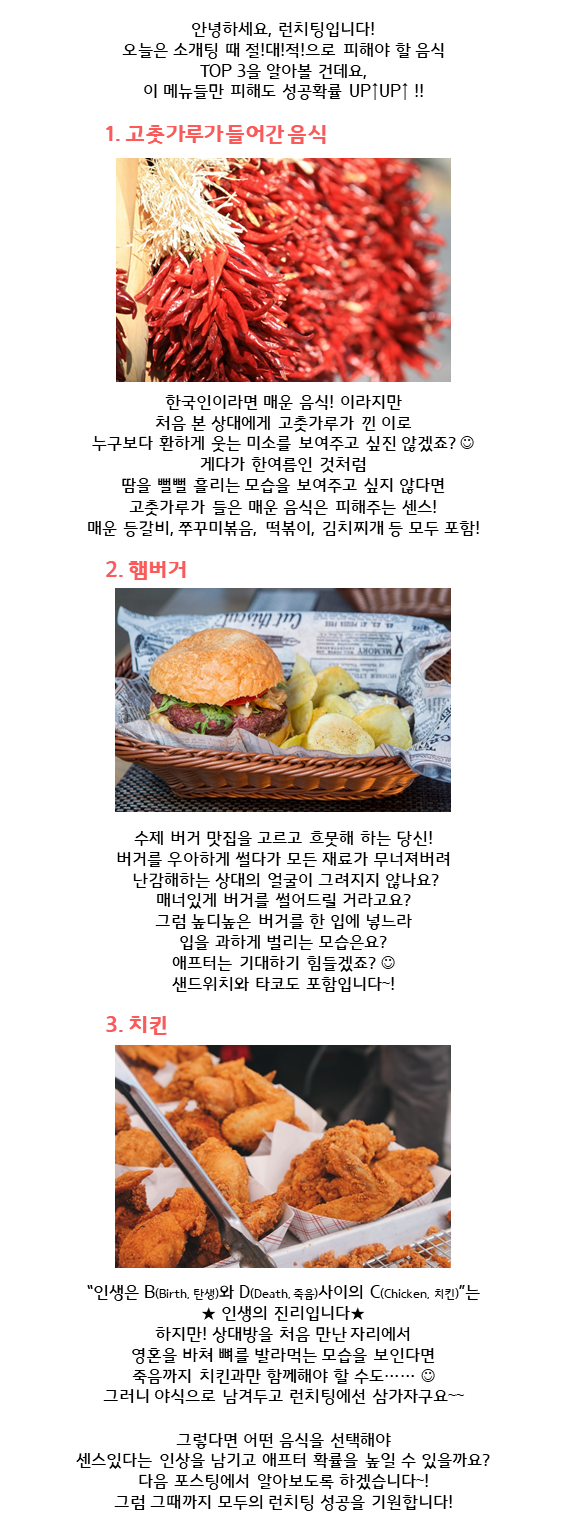 안녕하세요, 런치팅입니다!
오늘은 소개팅 때 절!대!적!으로 피해야 할 음식
TOP 3을 알아볼 건데요,
이 메뉴들만 피해도 성공확률 UP↑UP↑ !!
1. 고춧가루가 들어간 음식
한국인이라면 매운 음식! 이라지만
처음 본 상대에게 고춧가루가 낀 이로
누구보다 환하게 웃는 미소를 보여주고 싶진 않겠죠? ☺
게다가 한여름인 것처럼
땀을 뻘뻘 흘리는 모습을 보여주고 싶지 않다면
고춧가루가 들은 매운 음식은 피해주는 센스!
매운 등갈비, 쭈꾸미볶음, 떡볶이, 김치찌개 등 모두 포함!
2. 햄버거
Cut this out
MEMORY
수제 버거 맛집을 고르고 흐뭇해 하는 당신!
버거를 우아하게 썰다가 모든 재료가 무너져버려
난감해하는 상대의 얼굴이 그려지지 않나요?
매너있게 버거를 썰어드릴 거라고요?
그럼 높디높은 버거를 한 입에 넣느라
입을 과하게 벌리는 모습은요?
애프터는 기대하기 힘들겠죠? ☺
샌드위치와 타코도 포함입니다~!
3. 치킨
“인생은 B(Birth, 탄생)와 D(Death, 죽음)사이의 C(Chicken, 치킨)”는
★ 인생의 진리입니다★
하지만! 상대방을 처음 만난 자리에서
영혼을 바쳐 뼈를 발라먹는 모습을 보인다면
죽음까지 치킨과만 함께해야 할 수도…… ☺
그러니 야식으로 남겨두고 런치팅에선 삼가자구요~~
그렇다면 어떤 음식을 선택해야
센스있다는 인상을 남기고 애프터 확률을 높일 수 있을까요?
다음 포스팅에서 알아보도록 하겠습니다~!
그럼 그때까지 모두의 런치팅 성공을 기원합니다!